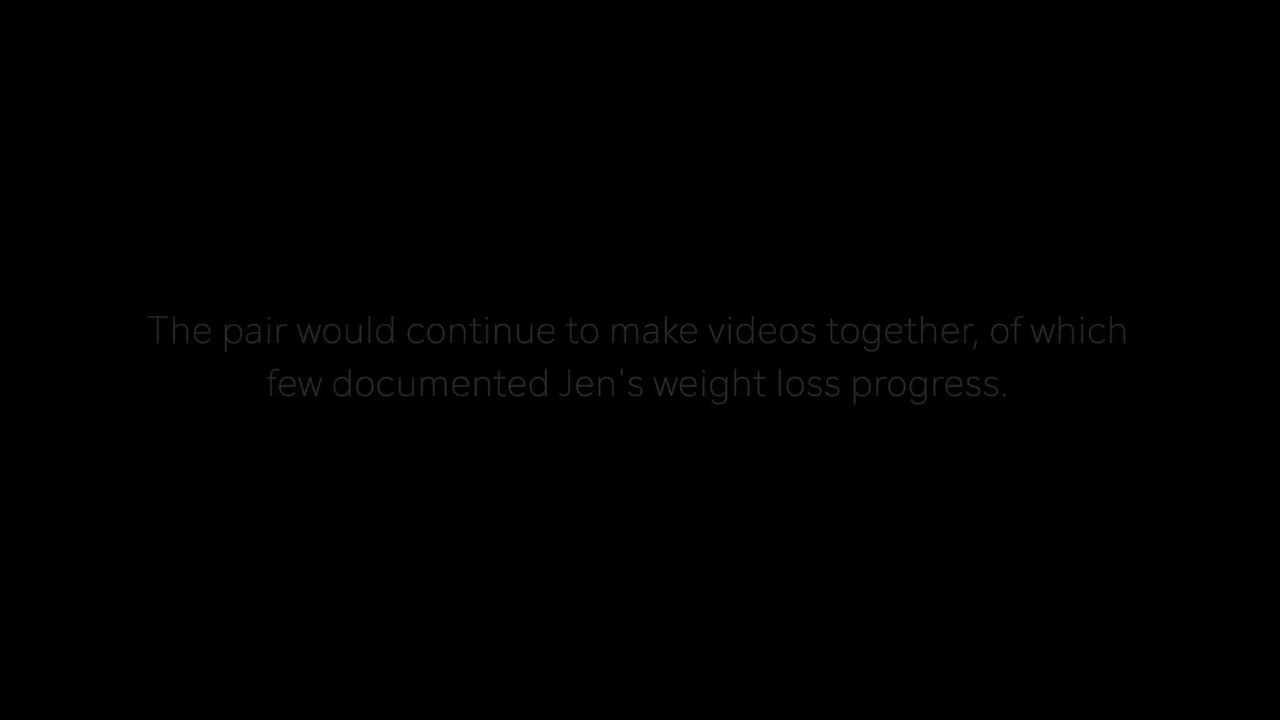 The pair would continue to make videos together, of which
few documented Jen's weight loss progress.